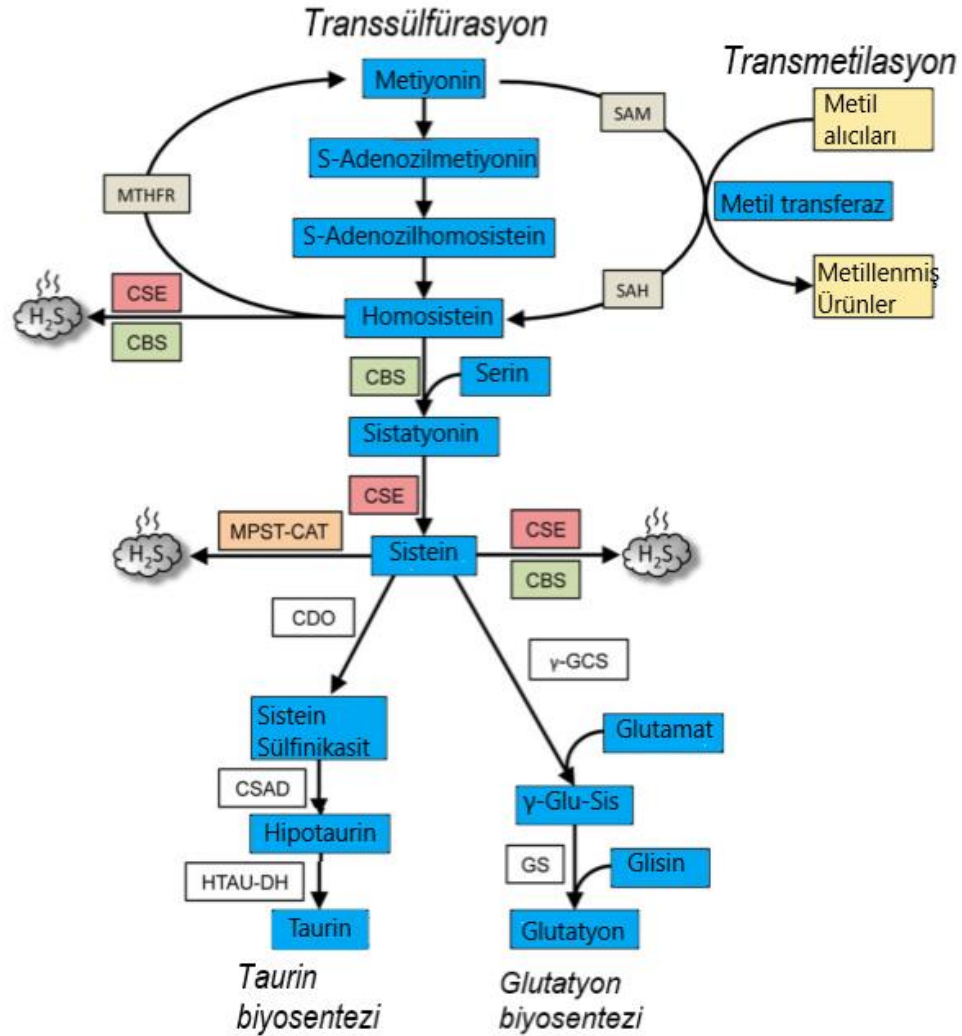 Transsülfürasyon
Transmetilasyon
Metiyonin
SAM
Metil
alıcıları
S-Adenozilmetiyonin
MTHFR
Metil transferaz
S-Adenozilhomosistein
CSE
H₂S
CBS
Homosistein
SAH
Metillenmiş
Ürünler
CBS
Serin
Sistatyonin
CSE
MPST-CAT
H₂S
Sistein
CSE
CBS
H₂S
CDO
γ-GCS
Sistein
Sülfinikasit
Glutamat
CSAD
γ-Glu-Sis
Hipotaurin
GS
Glisin
HTAU-DH
Taurin
Glutatyon
Taurin
biyosentezi
Glutatyon
biyosentezi